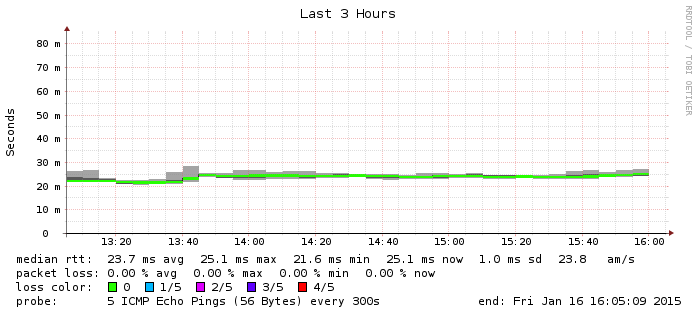 Last 3 Hours
RRDTOOL / TOBI OETIKER
Seconds
80 m
70 m
60 m
50 m
40 m
30 m
20 m
10 m
0
13:20 13:40 14:00 14:20 14:40 15:00 15:20 15:40 16:00
median rtt: 23.7 ms avg 25.1 ms max 21.6 ms min 25.1 ms now 1.0 ms sd 23.8 am/s
packet loss: 0.00 % avg 0.00 % max 0.00 % min 0.00 % now
loss color: 0 1/5 2/5 3/5 4/5
probe: 5 ICMP Echo Pings (56 Bytes) every 300s end: Fri Jan 16 16:05:09 2015